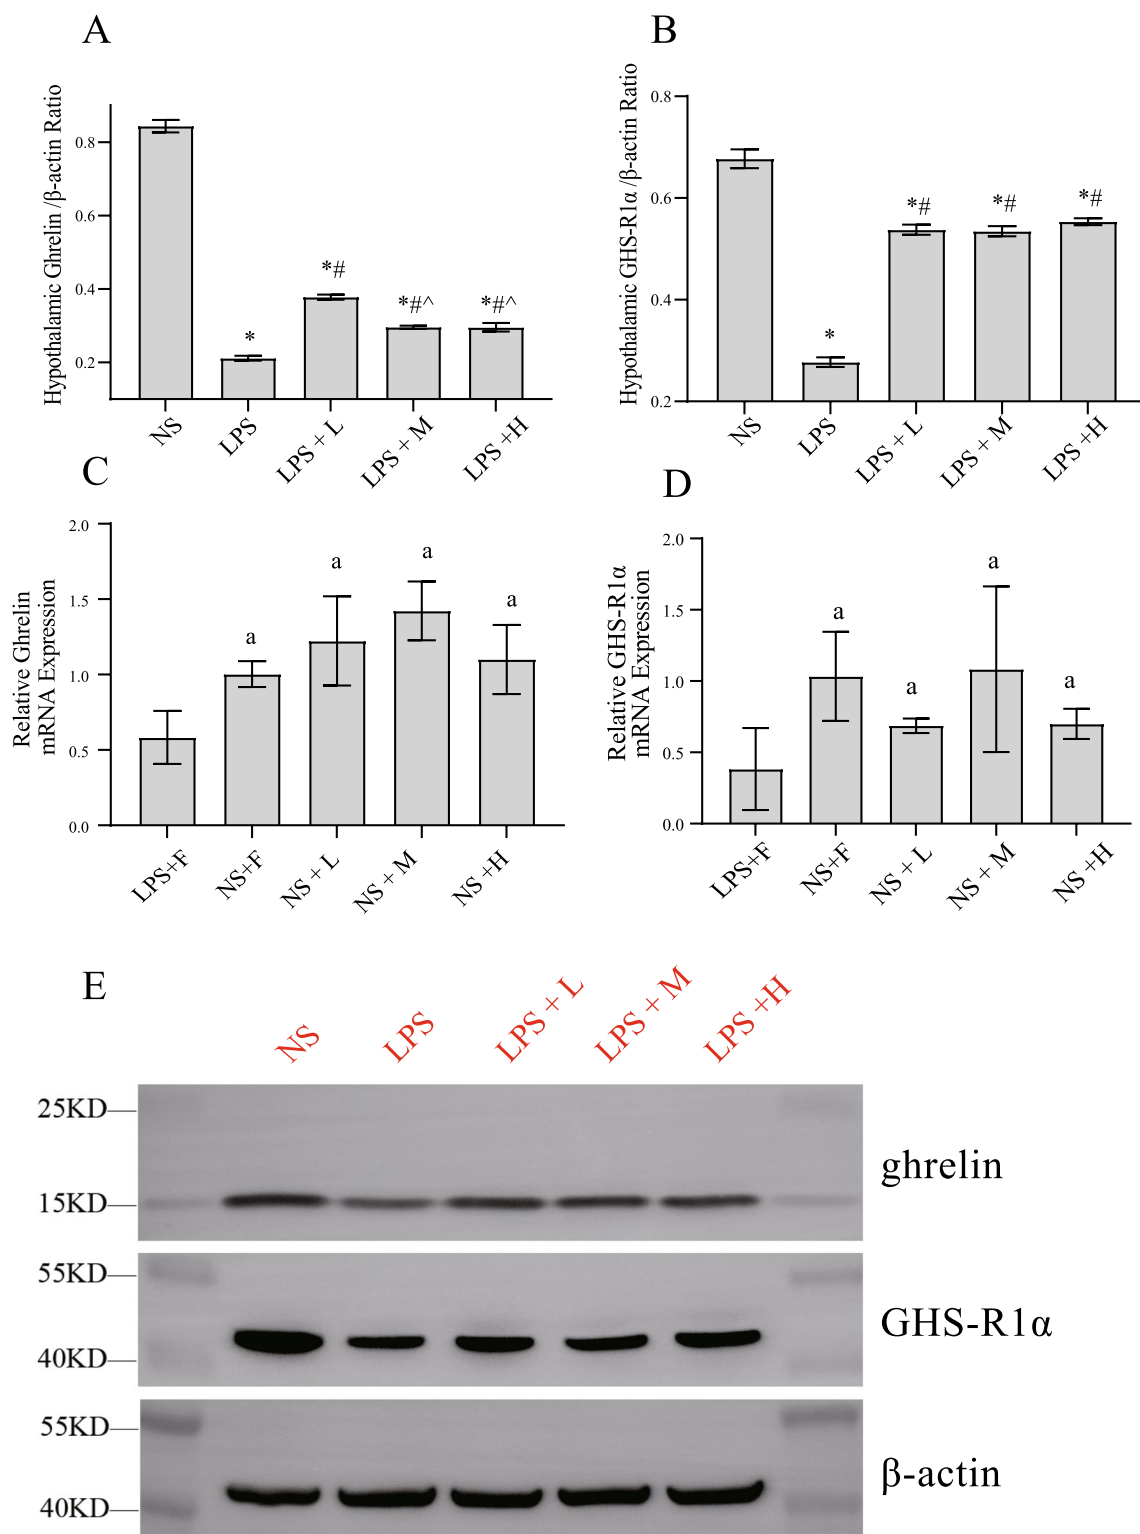 A
Hypothalamic Ghrelin /β-actin Ratio
0.8
0.6
0.4
0.2
*
*#
*#^
*#^
NS
LPS
LPS + L
LPS + M
LPS +H
B
Hypothalamic GHS-R1α /β-actin Ratio
0.8
0.6
0.4
0.2
*
*#
*#
*#
NS
LPS
LPS + L
LPS + M
LPS +H
C
Relative Ghrelin
mRNA Expression
2.0
1.5
1.0
0.5
0.0
a
a
a
a
LPS+F
NS+F
NS + L
NS + M
NS +H
D
Relative GHS-R1α
mRNA Expression
2.0
1.5
1.0
0.5
0.0
a
a
a
a
LPS+F
NS+F
NS + L
NS + M
NS +H
E
NS
LPS
LPS + L
LPS + M
LPS +H
25KD
15KD
ghrelin
55KD
40KD
GHS-R1α
55KD
40KD
β-actin